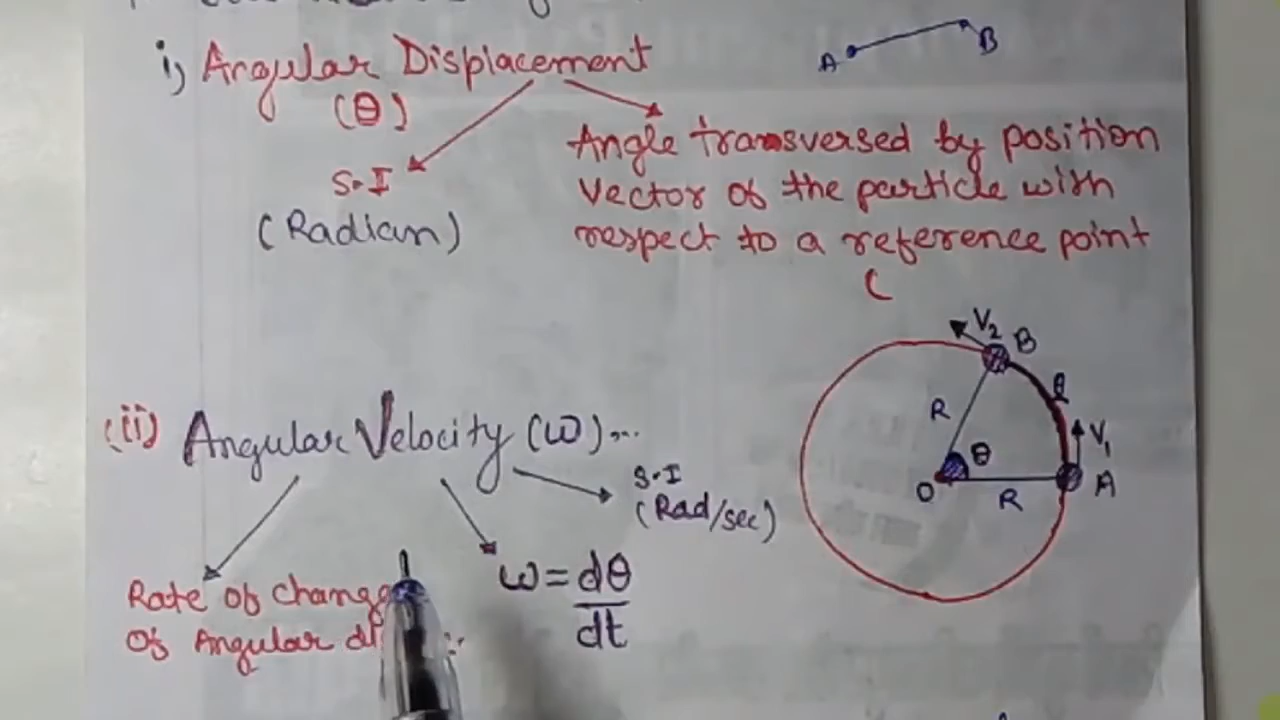 i) Angular Displacement
(θ)
S.I
(Radian)
Angle transversed by position
vector of the particle with
respect to a reference point
(
A
B
(ii) Angular Velocity (ω)...
S.I
(Rad/sec)
Rate of change
Of Angular
ω = dθ
dt
V₂
B
R
θ
V₁
O
R
A